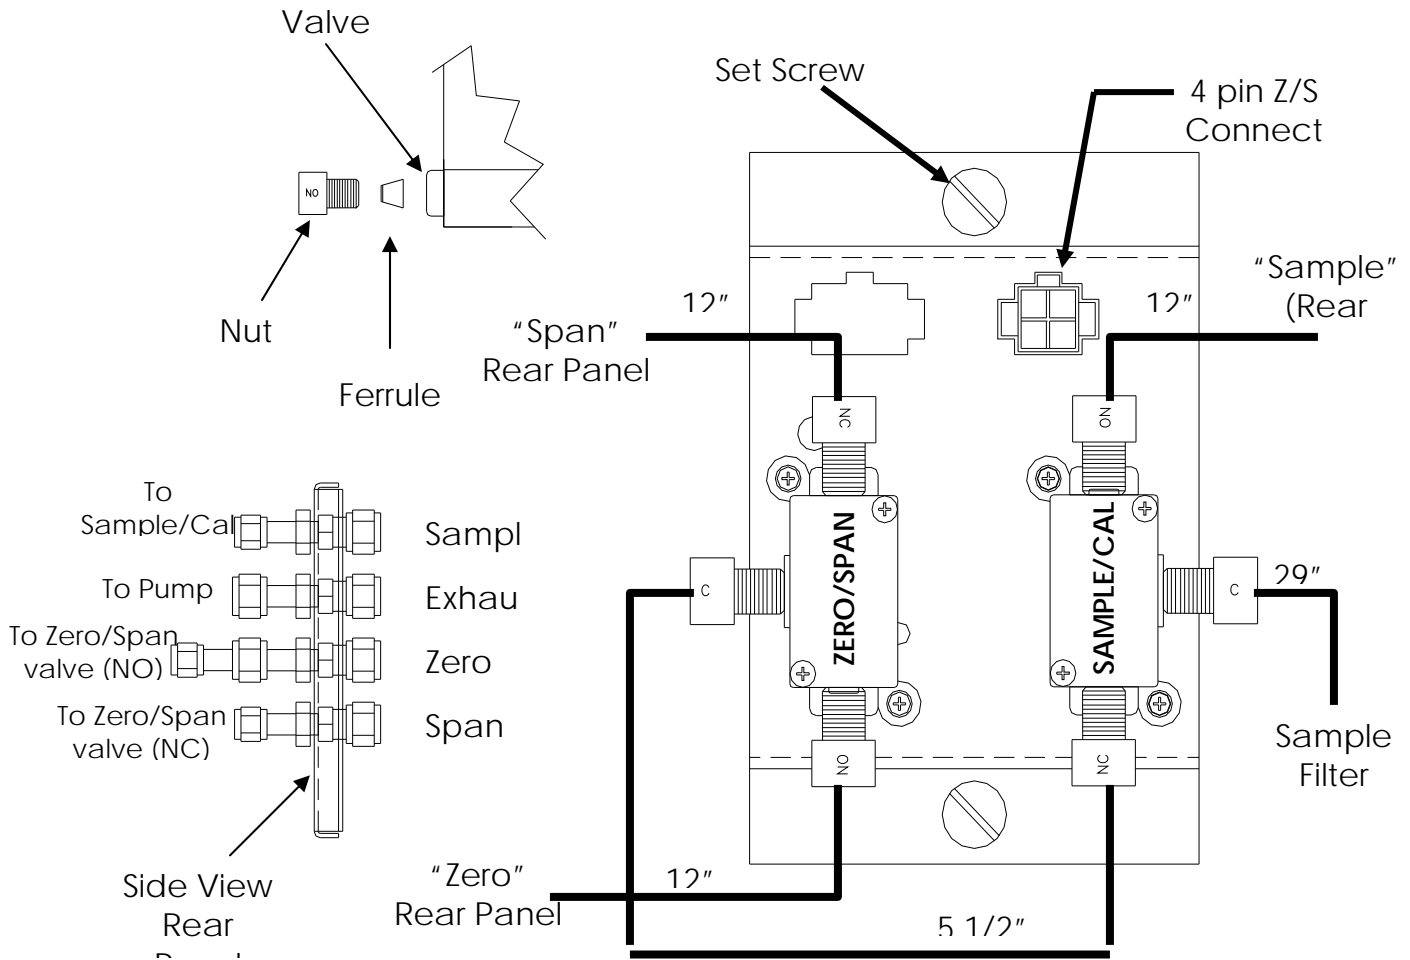 Valve
Set Screw
4 pin Z/S
Connect
NO
Nut
Ferrule
"Span"
Rear Panel
12"
12"
"Sample"
(Rear
NC
NO
ZERO/SPAN
SAMPLE/CAL
C
C
29"
NO
NC
Sample
Filter
To
Sample/Cal
Sampl
To Pump
Exhau
To Zero/Span
valve (NO)
Zero
To Zero/Span
valve (NC)
Span
Side View
Rear
"Zero"
Rear Panel
12"
5 1/2"